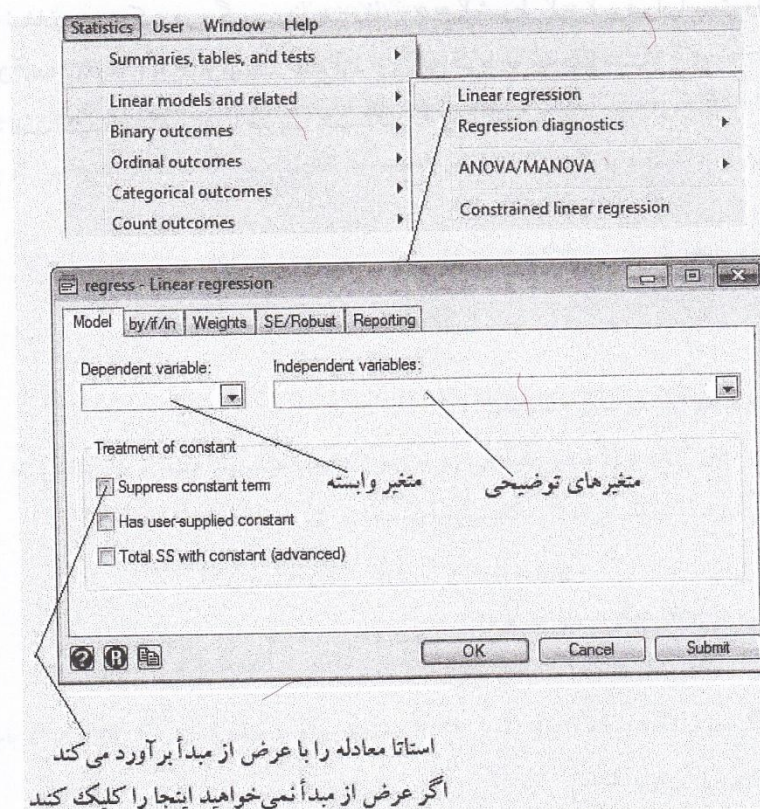 Statistics User Window Help
Summaries, tables, and tests
Linear models and related
Binary outcomes
Ordinal outcomes
Categorical outcomes
Count outcomes
Linear regression
Regression diagnostics
ANOVA/MANOVA
Constrained linear regression
regress - Linear regression
Model by/if/in Weights SE/Robust Reporting
Dependent variable: Independent variables:
Treatment of constant
Suppress constant term
متغیر وابسته
متغیرهای توضیحی
Has user-supplied constant
Total SS with constant (advanced)
OK Cancel Submit
استاتا معادله را با عرض از مبدأ برآورد می‌کند
اگر عرض از مبدأ نمی‌خواهید اینجا را کلیک کنند